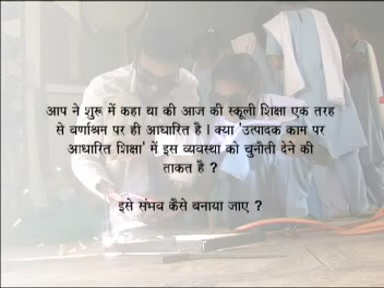 आप ने शुरू में कहा था की आज की स्कूली शिक्षा एक तरह
से वर्णाश्रम पर ही आधारित है । क्या 'उत्पादक काम पर
आधारित शिक्षा' में इस व्यवस्था को चुनौती देने की
ताकत है ?
इसे संभव कैसे बनाया जाए ?